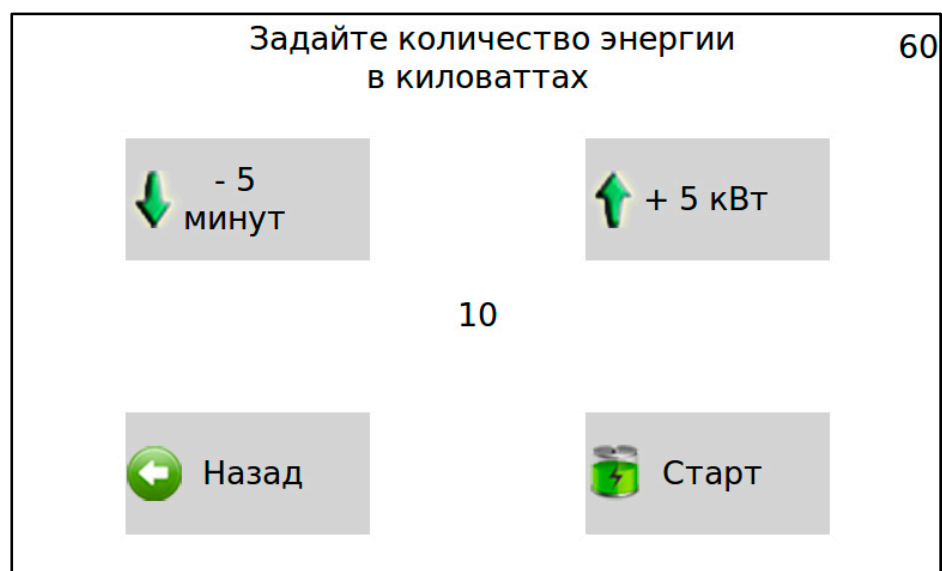 Задайте количество энергии
в киловаттах
60
- 5
минут
+ 5 кВт
10
Назад
Старт